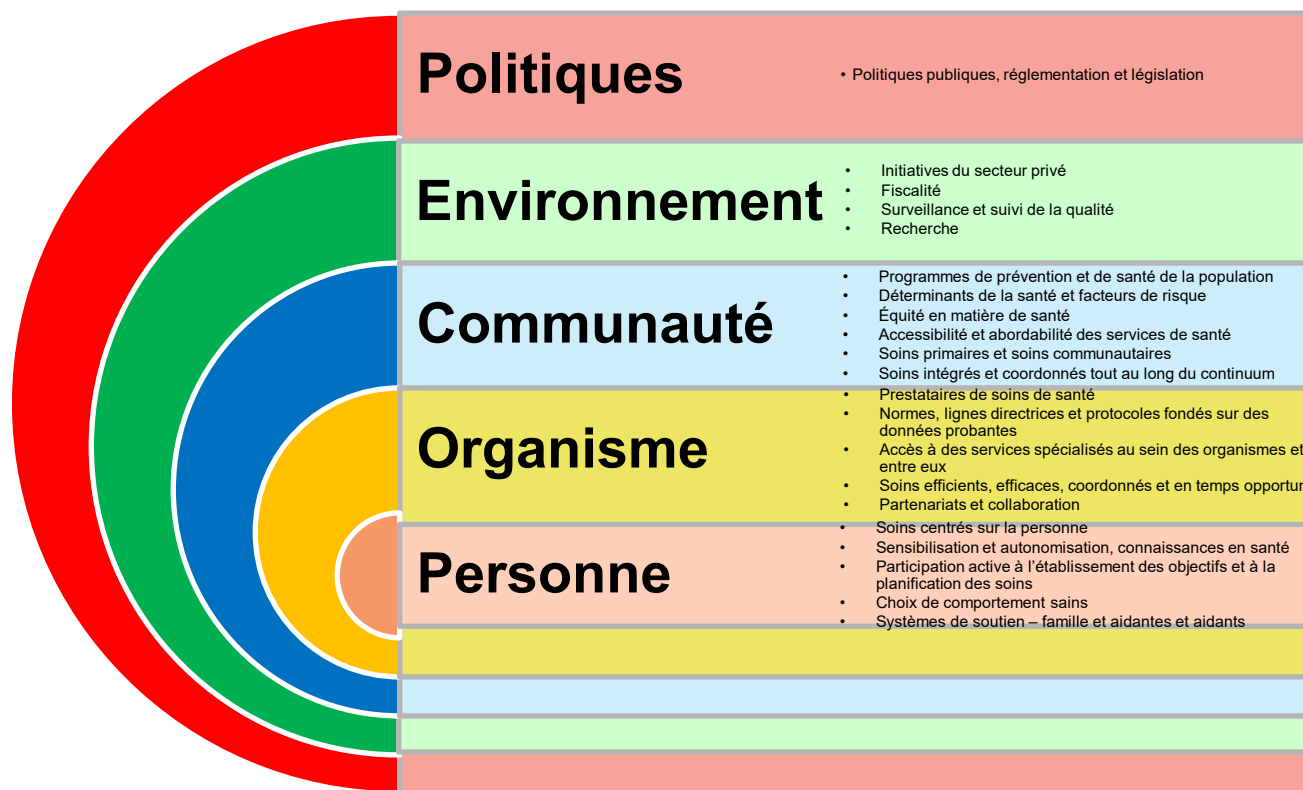 Politiques
• Politiques publiques, réglementation et législation
Environnement
• Initiatives du secteur privé
• Fiscalité
• Surveillance et suivi de la qualité
• Recherche
Communauté
• Programmes de prévention et de santé de la population
• Déterminants de la santé et facteurs de risque
• Équité en matière de santé
• Accessibilité et abordabilité des services de santé
• Soins primaires et soins communautaires
• Soins intégrés et coordonnés tout au long du continuum
Organisme
• Prestataires de soins de santé
• Normes, lignes directrices et protocoles fondés sur des
données probantes
• Accès à des services spécialisés au sein des organismes et
entre eux
• Soins efficients, efficaces, coordonnés et en temps
• Partenariats et collaboration
Personne
• Soins centrés sur la personne
• Sensibilisation et autonomisation, connaissances en santé
• Participation active à l’établissement des objectifs et à la
planification des soins
• Choix de comportement sains
• Systèmes de soutien – famille et aidantes et aidants